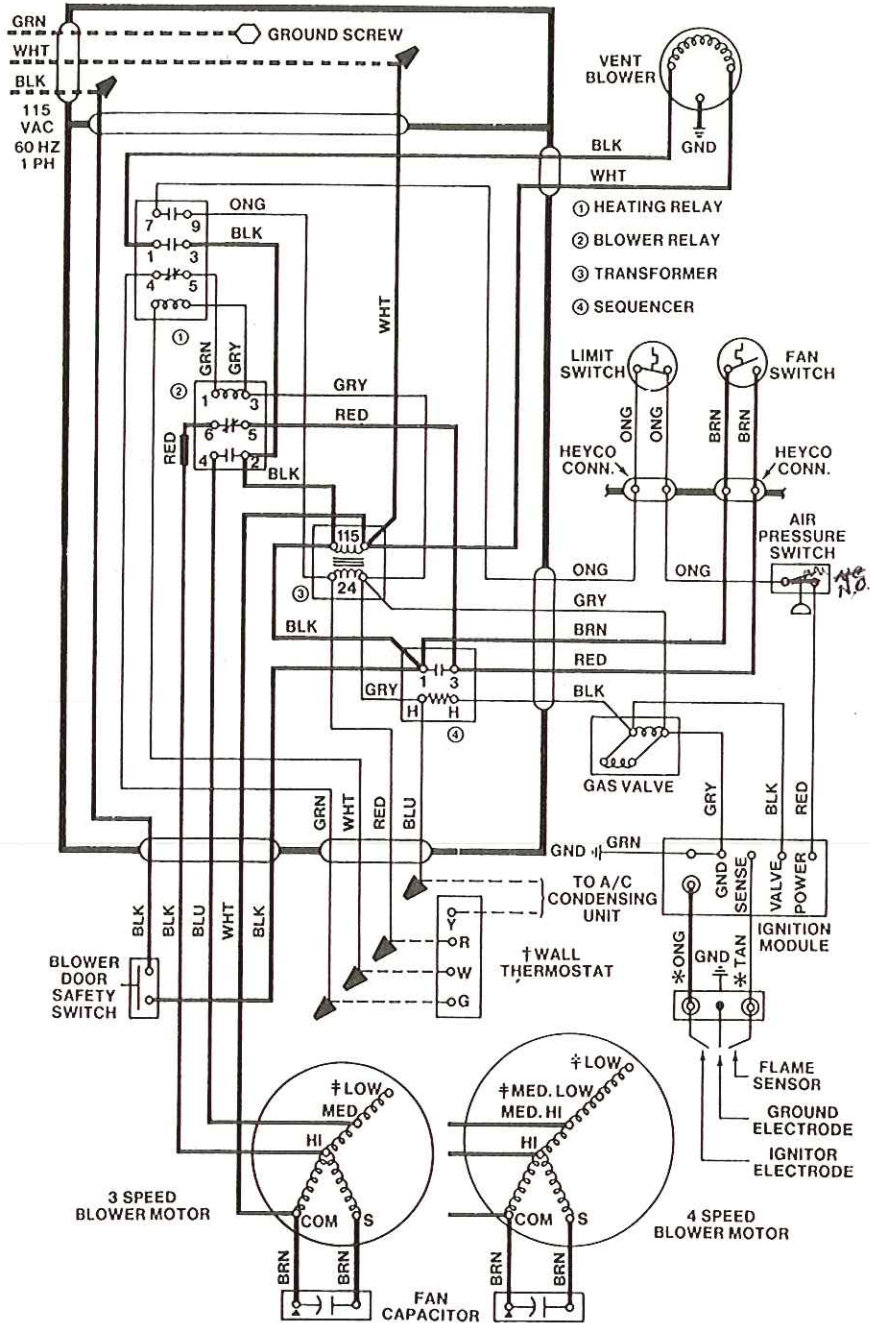 GRN
GROUND SCREW
WHT
BLK
115
VAC
60 HZ
1 PH
VENT
BLOWER
GND
BLK
WHT
① HEATING RELAY
② BLOWER RELAY
③ TRANSFORMER
④ SEQUENCER
7 9
ONG
1 3
BLK
4 5
①
GRN
GRY
WHT
②
1 3
GRY
6 5
RED
RED
4 2
BLK
LIMIT
SWITCH
FAN
SWITCH
ONG
ONG
BRN
BRN
HEYCO
CONN.
HEYCO
CONN.
AIR
PRESSURE
SWITCH
N.O.
115
24
③
ONG
ONG
GRY
BLK
BRN
RED
1 3
GRY
H H
④
BLK
GAS VALVE
GRN
WHT
RED
BLU
GRY
BLK
RED
GND
GRN
GND
SENSE
VALVE
POWER
IGNITION
MODULE
BLK
BLK
BLU
WHT
BLK
TO A/C
CONDENSING
UNIT
Y
R
W
G
†WALL
THERMOSTAT
BLOWER
DOOR
SAFETY
SWITCH
*ONG
GND
*TAN
FLAME
SENSOR
GROUND
ELECTRODE
IGNITOR
ELECTRODE
‡LOW
MED
HI
COM
S
3 SPEED
BLOWER MOTOR
‡LOW
‡MED. LOW
MED. HI
HI
COM
S
4 SPEED
BLOWER MOTOR
BRN
BRN
BRN
BRN
FAN
CAPACITOR